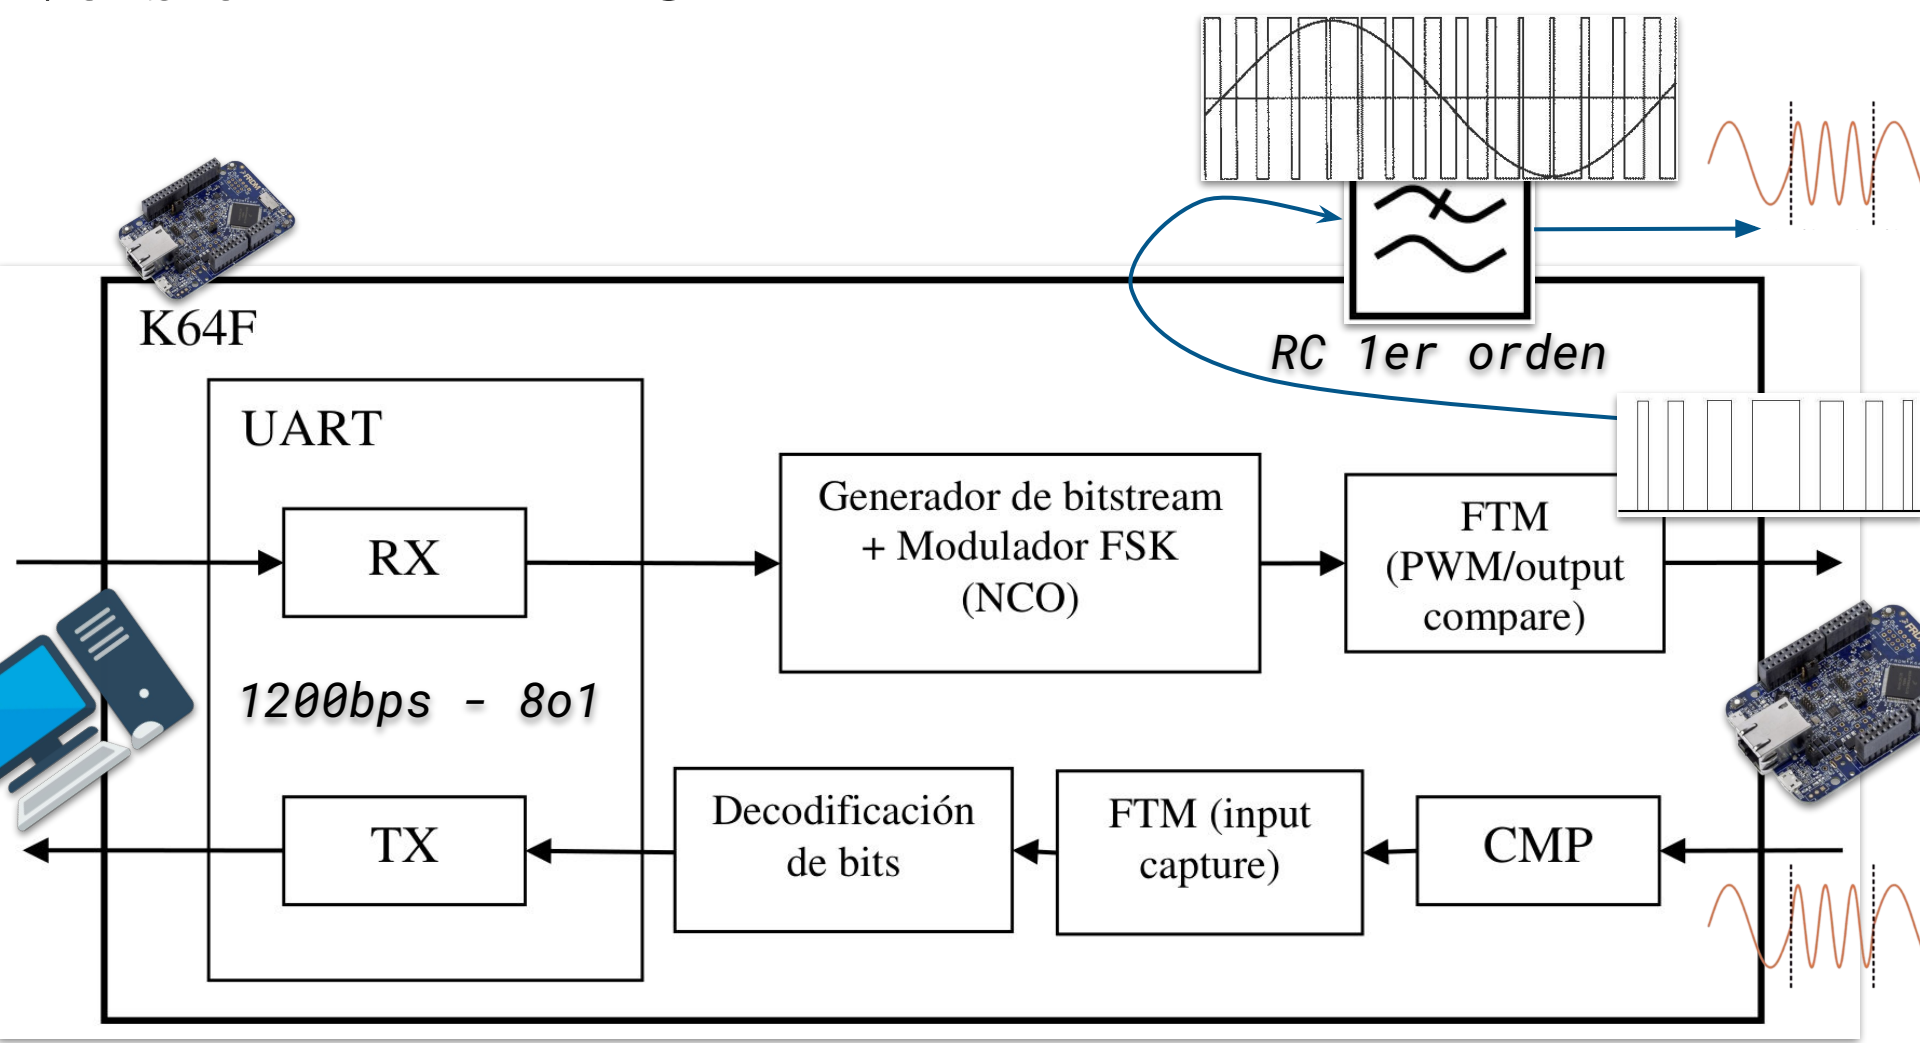 K64F
RC 1er orden
UART
Generador de bitstream
+ Modulador FSK
(NCO)
FTM
(PWM/output
compare)
RX
1200bps - 8o1
Decodificación
de bits
FTM (input
capture)
CMP
TX